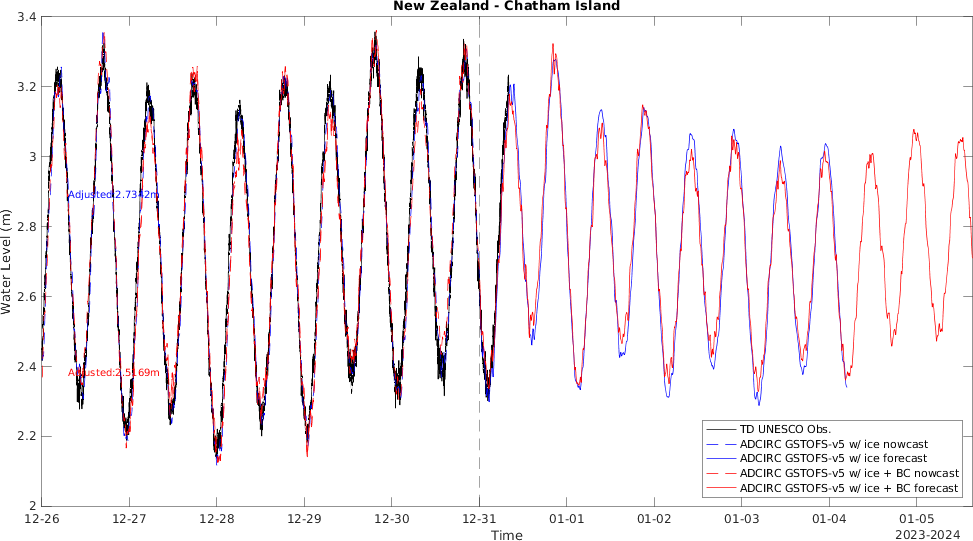 New Zealand - Chatham Island
3.4
3.2
3
2.8
2.6
2.4
2.2
2
Water Level (m)
Adjusted:2.7342m
Adjusted:2.5169m
TD UNESCO Obs.
ADCIRC GSTOFS-v5 w/ ice nowcast
ADCIRC GSTOFS-v5 w/ ice forecast
ADCIRC GSTOFS-v5 w/ ice + BC nowcast
ADCIRC GSTOFS-v5 w/ ice + BC forecast
12-26 12-27 12-28 12-29 12-30 12-31 01-01 01-02 01-03 01-04 01-05
Time
2023-2024